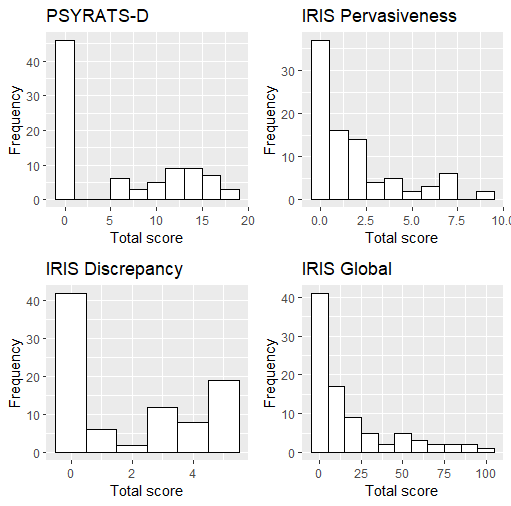 PSYRATS-D
Frequency
40
30
20
10
0
0 5 10 15 20
Total score
IRIS Pervasiveness
Frequency
30
20
10
0
0.0 2.5 5.0 7.5 10.0
Total score
IRIS Discrepancy
Frequency
40
30
20
10
0
0 2 4
Total score
IRIS Global
Frequency
40
30
20
10
0
0 25 50 75 100
Total score